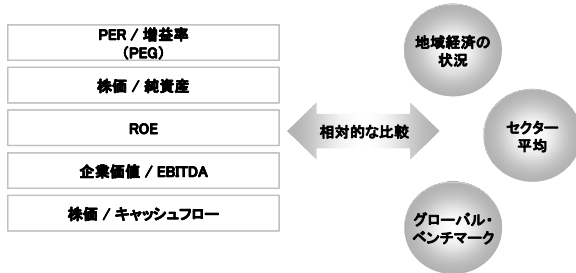 PER / 増益率
(PEG)
株価 / 純資産
ROE
企業価値 / EBITDA
株価 / キャッシュフロー
相対的な比較
地域経済の
状況
セクター
平均
グローバル・
ベンチマーク